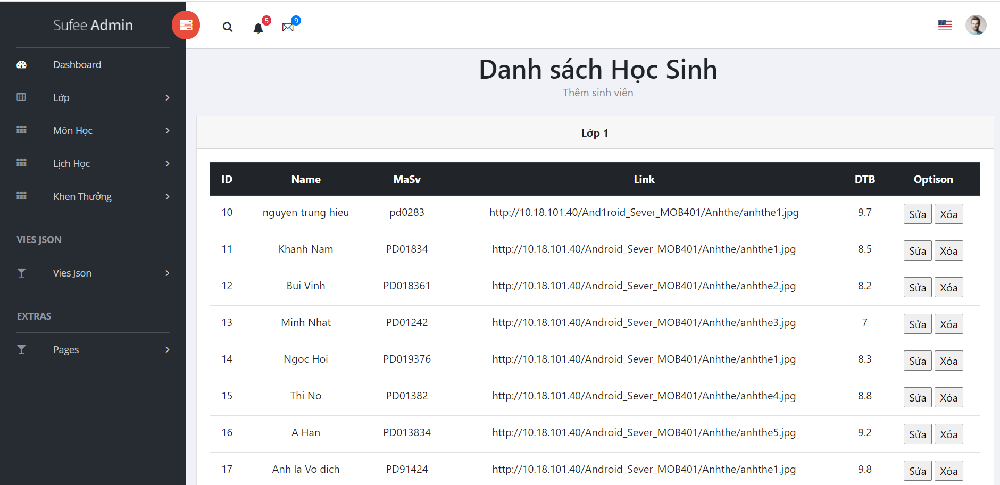 Sufee Admin
5
9
Dashboard
Lớp
Môn Học
Lịch Học
Khen Thưởng
VIES JSON
Vies Json
EXTRAS
Pages
Danh sách Học Sinh
Thêm sinh viên
Lớp 1
ID Name MaSv Link DTB Optison
10 nguyen trung hieu pd0283 http://10.18.101.40/And1roid_Sever_MOB401/Anhthe/anhthe1.jpg 9.7 Sửa Xóa
11 Khanh Nam PD01834 http://10.18.101.40/Android_Sever_MOB401/Anhthe/anhthe1.jpg 8.5 Sửa Xóa
12 Bui Vinh PD018361 http://10.18.101.40/Android_Sever_MOB401/Anhthe/anhthe2.jpg 8.2 Sửa Xóa
13 Minh Nhat PD01242 http://10.18.101.40/Android_Sever_MOB401/Anhthe/anhthe3.jpg 7 Sửa Xóa
14 Ngoc Hoi PD019376 http://10.18.101.40/Android_Sever_MOB401/Anhthe/anhthe1.jpg 8.3 Sửa Xóa
15 Thi No PD01382 http://10.18.101.40/Android_Sever_MOB401/Anhthe/anhthe4.jpg 8.8 Sửa Xóa
16 A Han PD013834 http://10.18.101.40/Android_Sever_MOB401/Anhthe/anhthe5.jpg 9.2 Sửa Xóa
17 Anh la Vo dich PD91424 http://10.18.101.40/Android_Sever_MOB401/Anhthe/anhthe1.jpg 9.8 Sửa Xóa